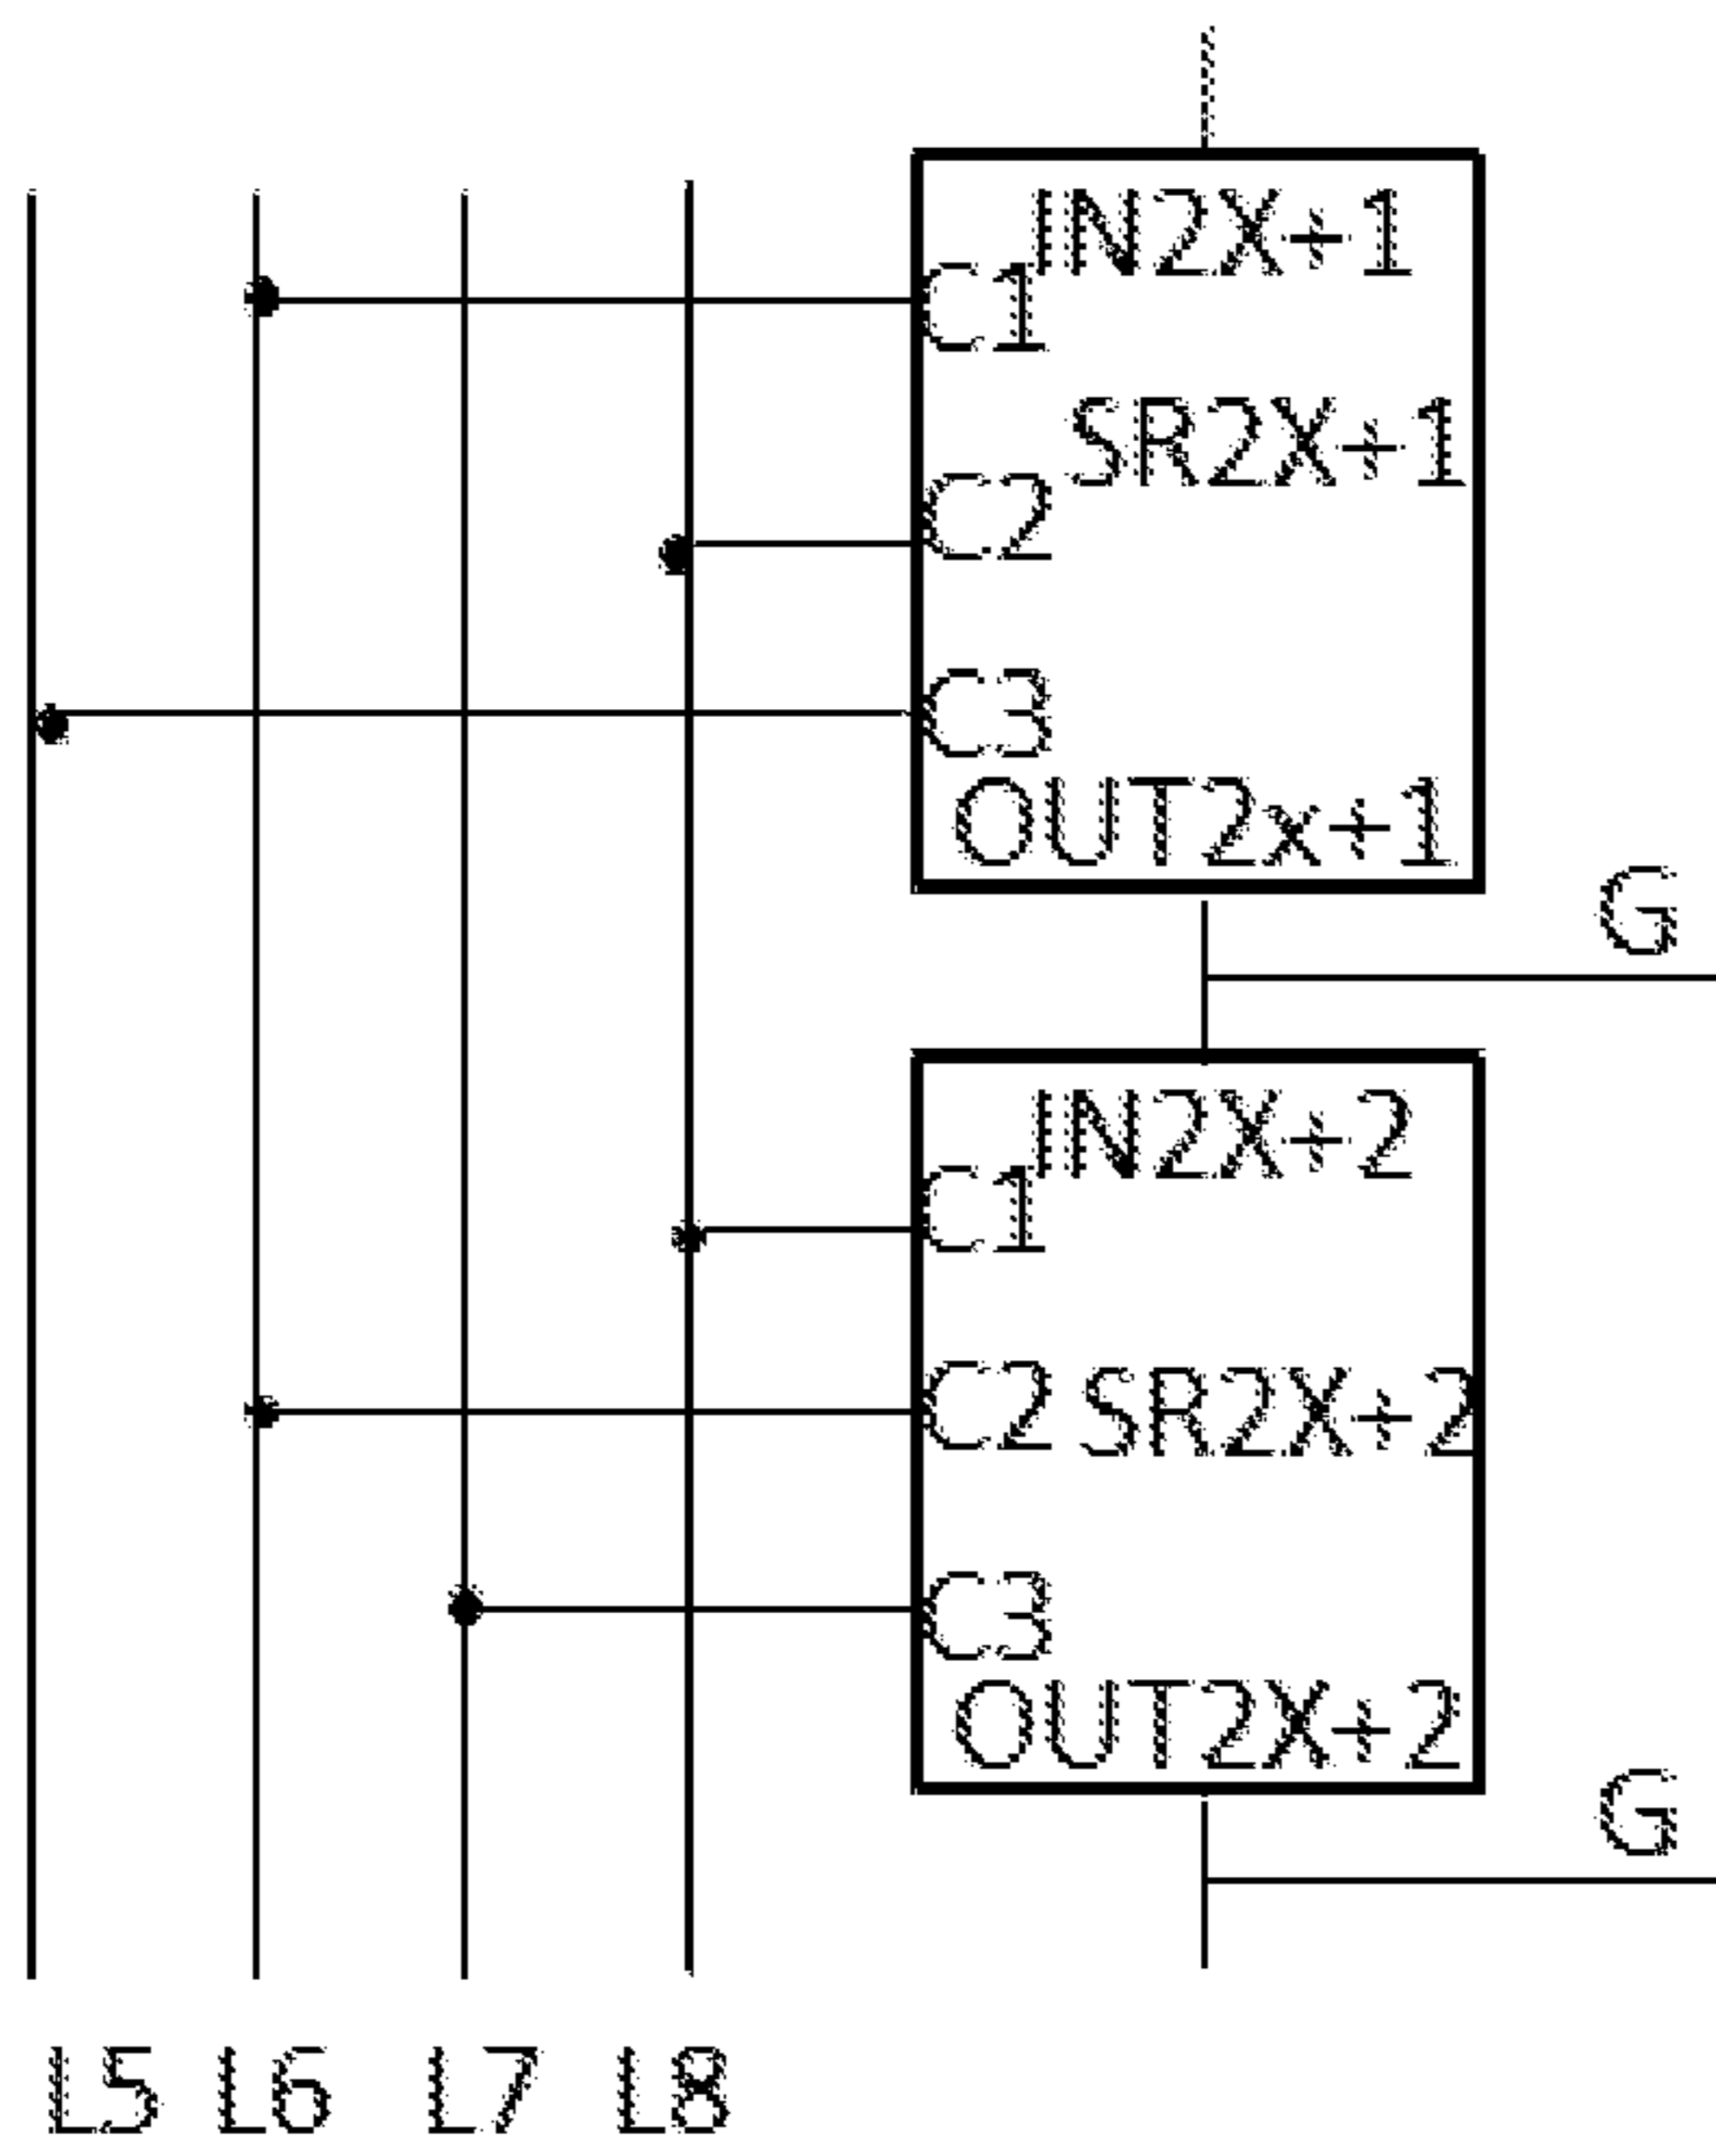 IN2X+1
C1
SR2X+1
C2
C3
OUT2x+1
G
IN2X+2
C1
C2 SR2X+2
C3
OUT2X+2
G
L5 L6 L7 L8